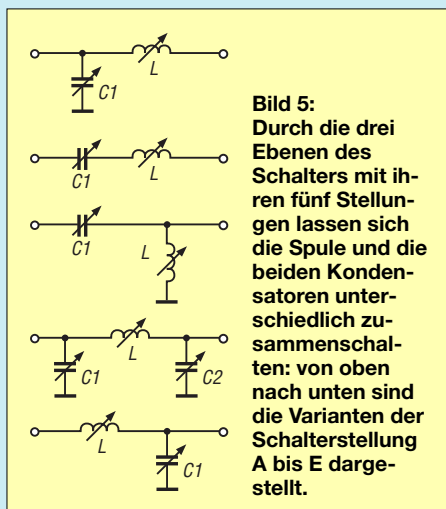 L
C1
C1
L
C1
L
L
C1
C2
L
C1
Bild 5:
Durch die drei
Ebenen des
Schalters mit ih-
ren fünf Stellun-
gen lassen sich
die Spule und die
beiden Konden-
satoren unter-
schiedlich zu-
sammenschal-
ten: von oben
nach unten sind
die Varianten der
Schalterstellung
A bis E darge-
stellt.